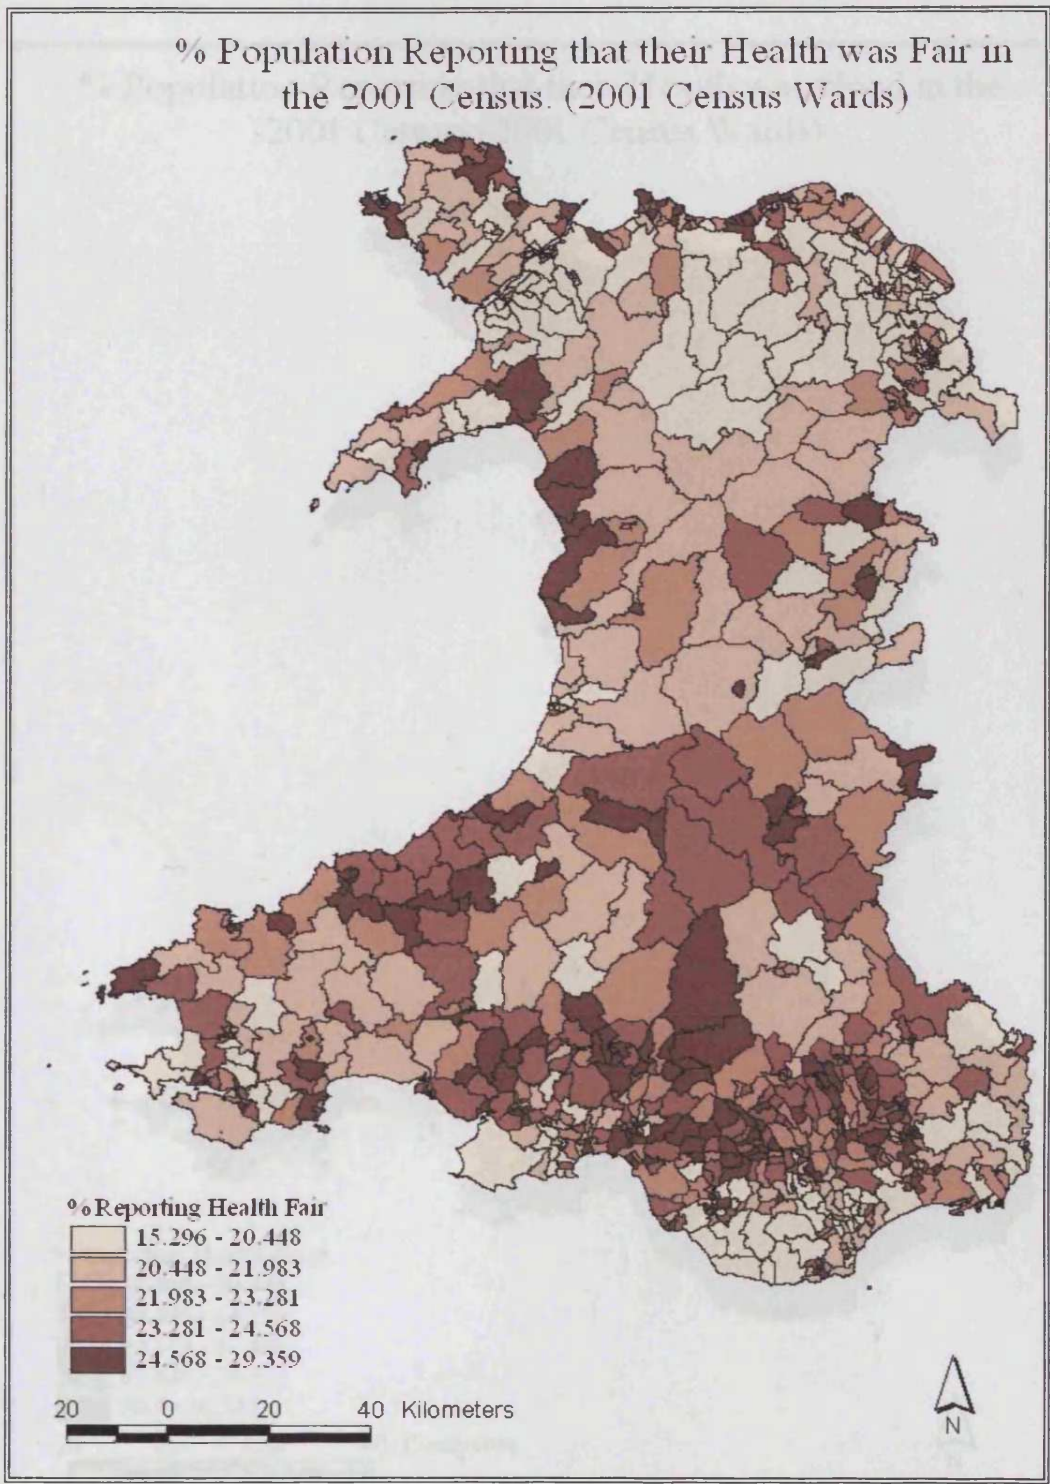 % Population Reporting that their Health was Fair in
the 2001 Census. (2001 Census Wards)
% Reporting Health Fair
15.296 - 20.448
20.448 - 21.983
21.983 - 23.281
23.281 - 24.568
24.568 - 29.359
20 0 20 40 Kilometers
N